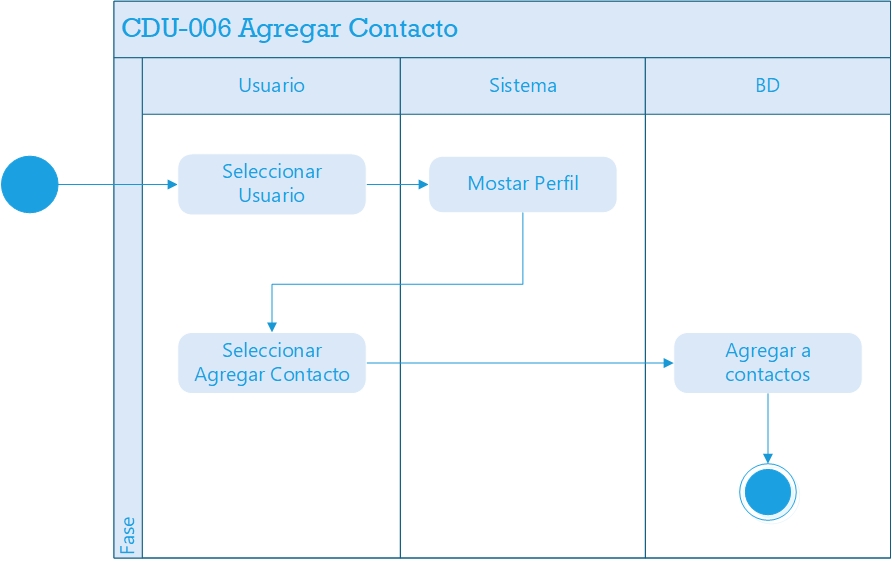 CDU-006 Agregar Contacto
Usuario
Sistema
BD
Seleccionar
Usuario
Mostar Perfil
Seleccionar
Agregar Contacto
Agregar a
contactos
Fase